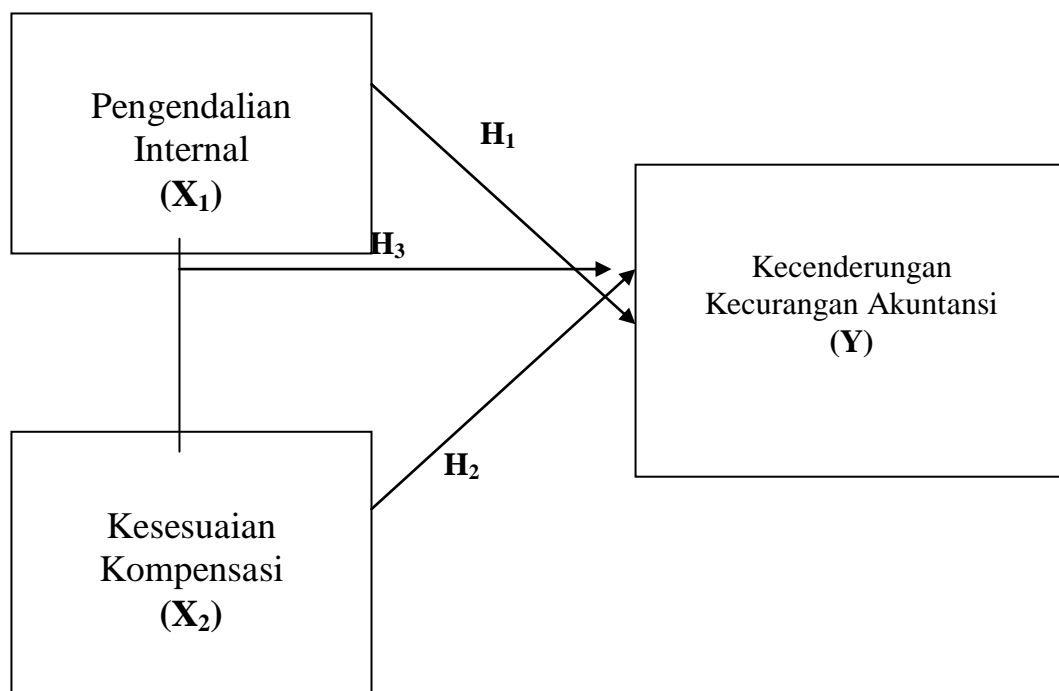 Pengendalian
Internal
(X₁)
H₁
H₃
Kecenderungan
Kecurangan Akuntansi
(Y)
H₂
Kesesuaian
Kompensasi
(X₂)